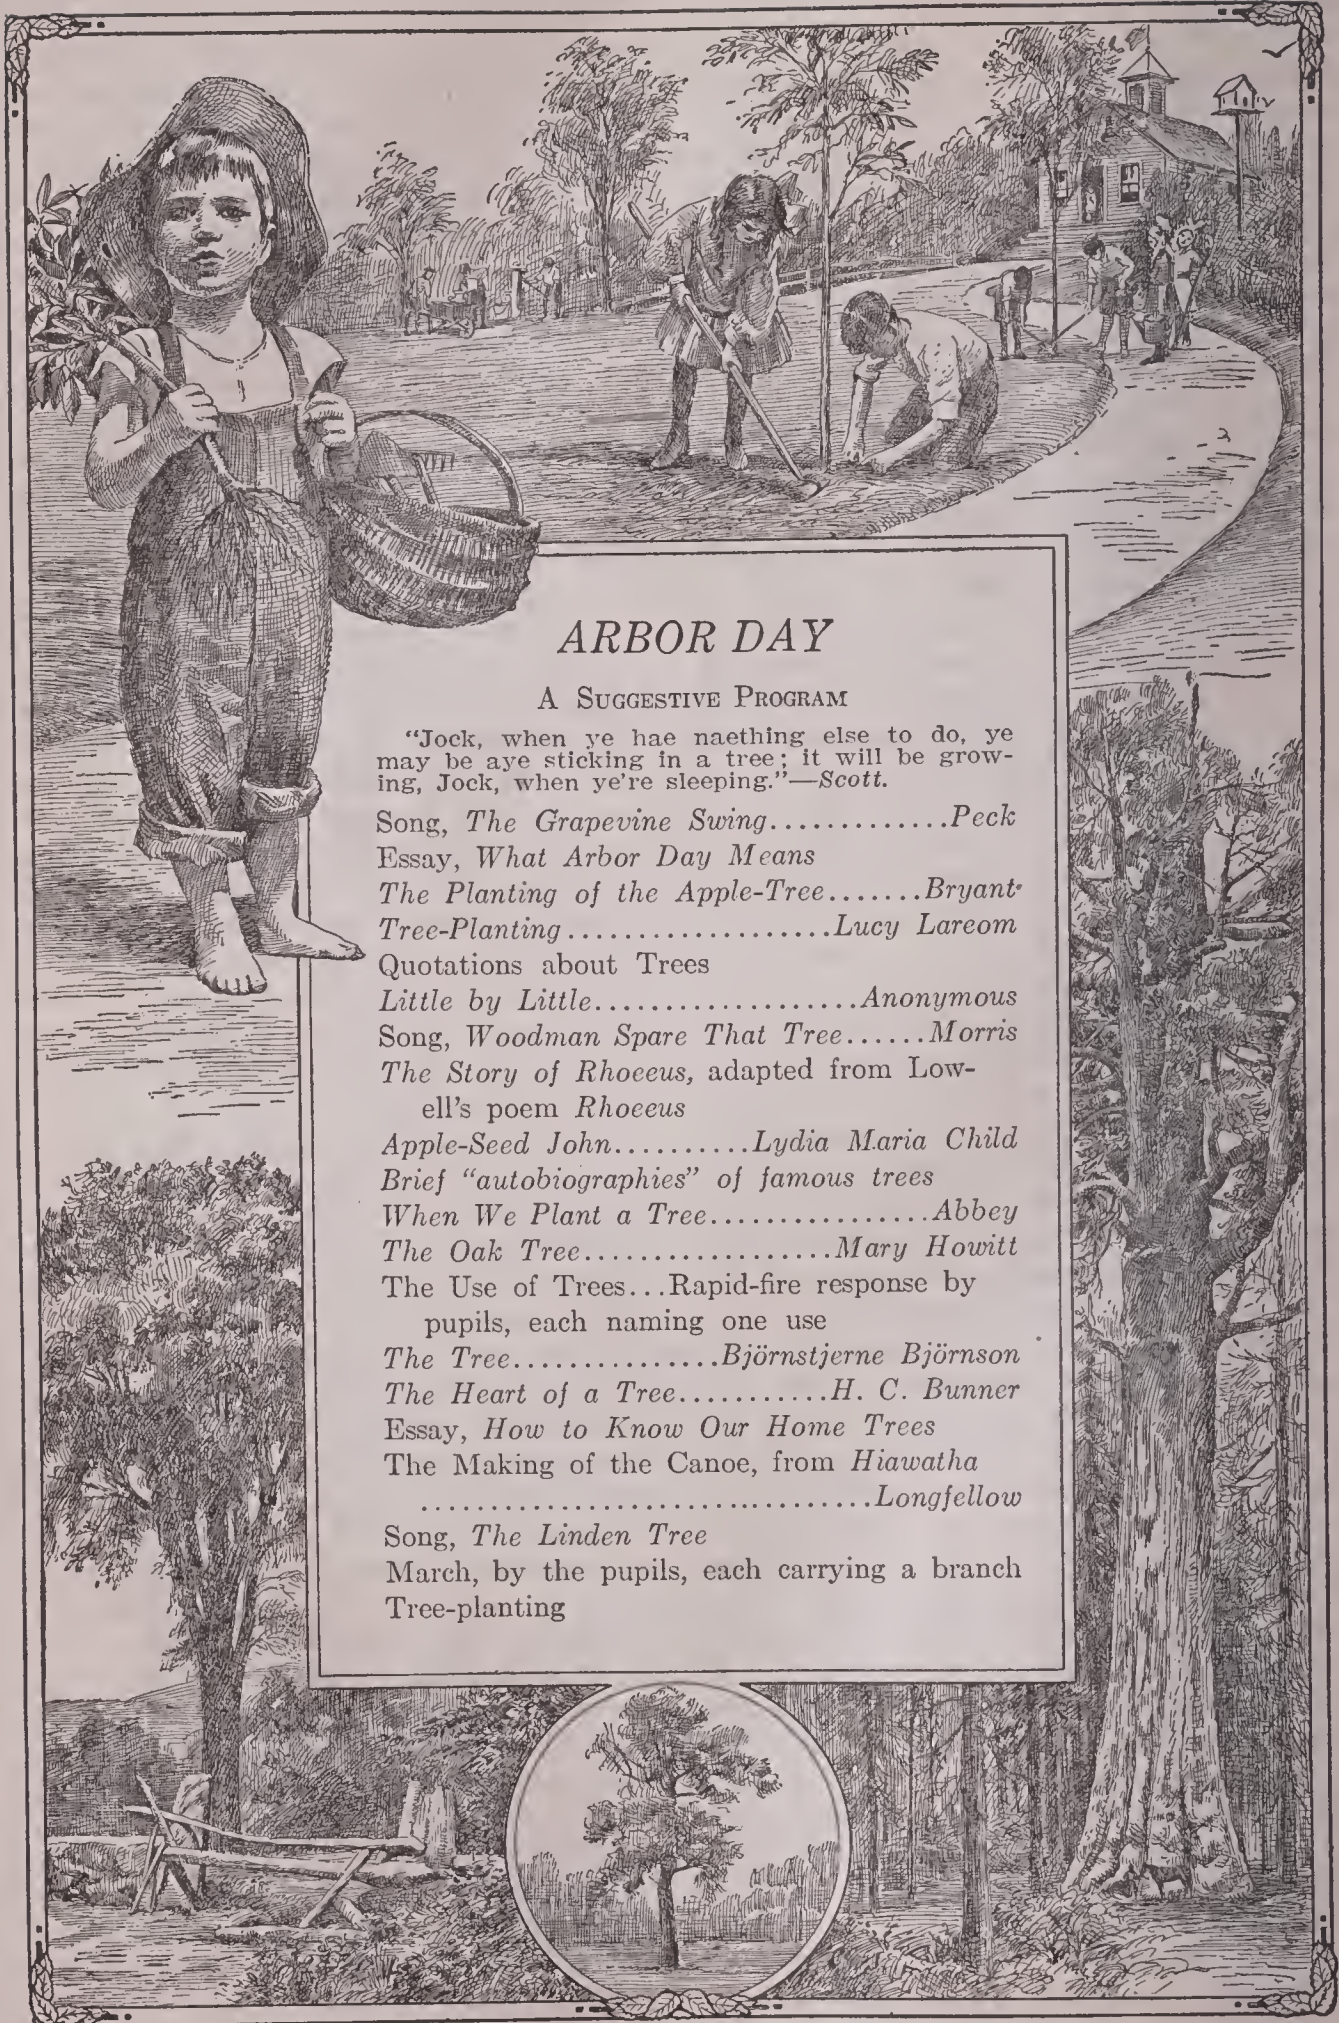 ARBOR DAY
A SUGGESTIVE PROGRAM
"Jock, when ye hae naething else to do, ye
may be aye sticking in a tree; it will be grow-
ing, Jock, when ye're sleeping."—Scott.
Song, The Grapevine Swing.............Peck
Essay, What Arbor Day Means
The Planting of the Apple-Tree.......Bryant
Tree-Planting...................Lucy Lareom
Quotations about Trees
Little by Little...................Anonymous
Song, Woodman Spare That Tree......Morris
The Story of Rhoeeus, adapted from Low-
ell's poem Rhoeeus
Apple-Seed John..........Lydia Maria Child
Brief "autobiographies" of famous trees
When We Plant a Tree................Abbey
The Oak Tree..................Mary Howitt
The Use of Trees...Rapid-fire response by
pupils, each naming one use
The Tree...............Björnstjerne Björnson
The Heart of a Tree...........H. C. Bunner
Essay, How to Know Our Home Trees
The Making of the Canoe, from Hiawatha
................................Longfellow
Song, The Linden Tree
March, by the pupils, each carrying a branch
Tree-planting